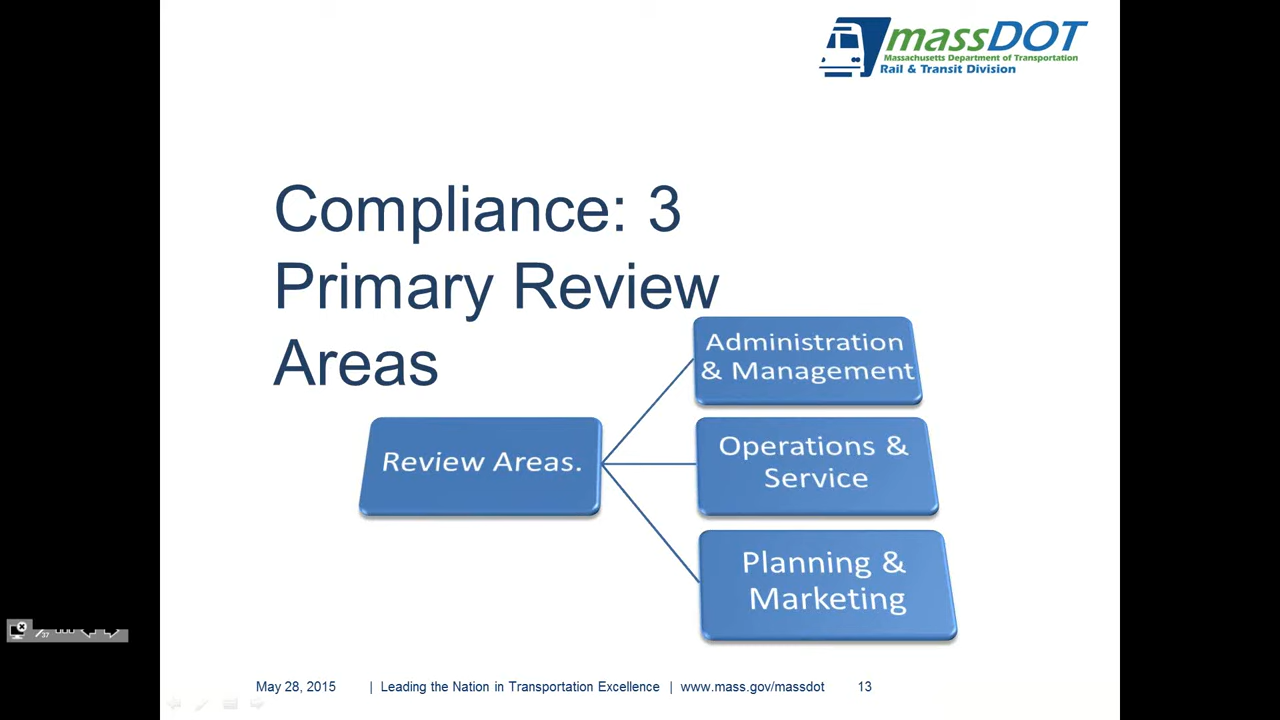 massDOT
Massachusetts Department of Transportation
Rail & Transit Division
Compliance: 3
Primary Review
Areas
Administration
& Management
Review Areas.
Operations &
Service
Planning &
Marketing
37
May 28, 2015 | Leading the Nation in Transportation Excellence | www.mass.gov/massdot 13